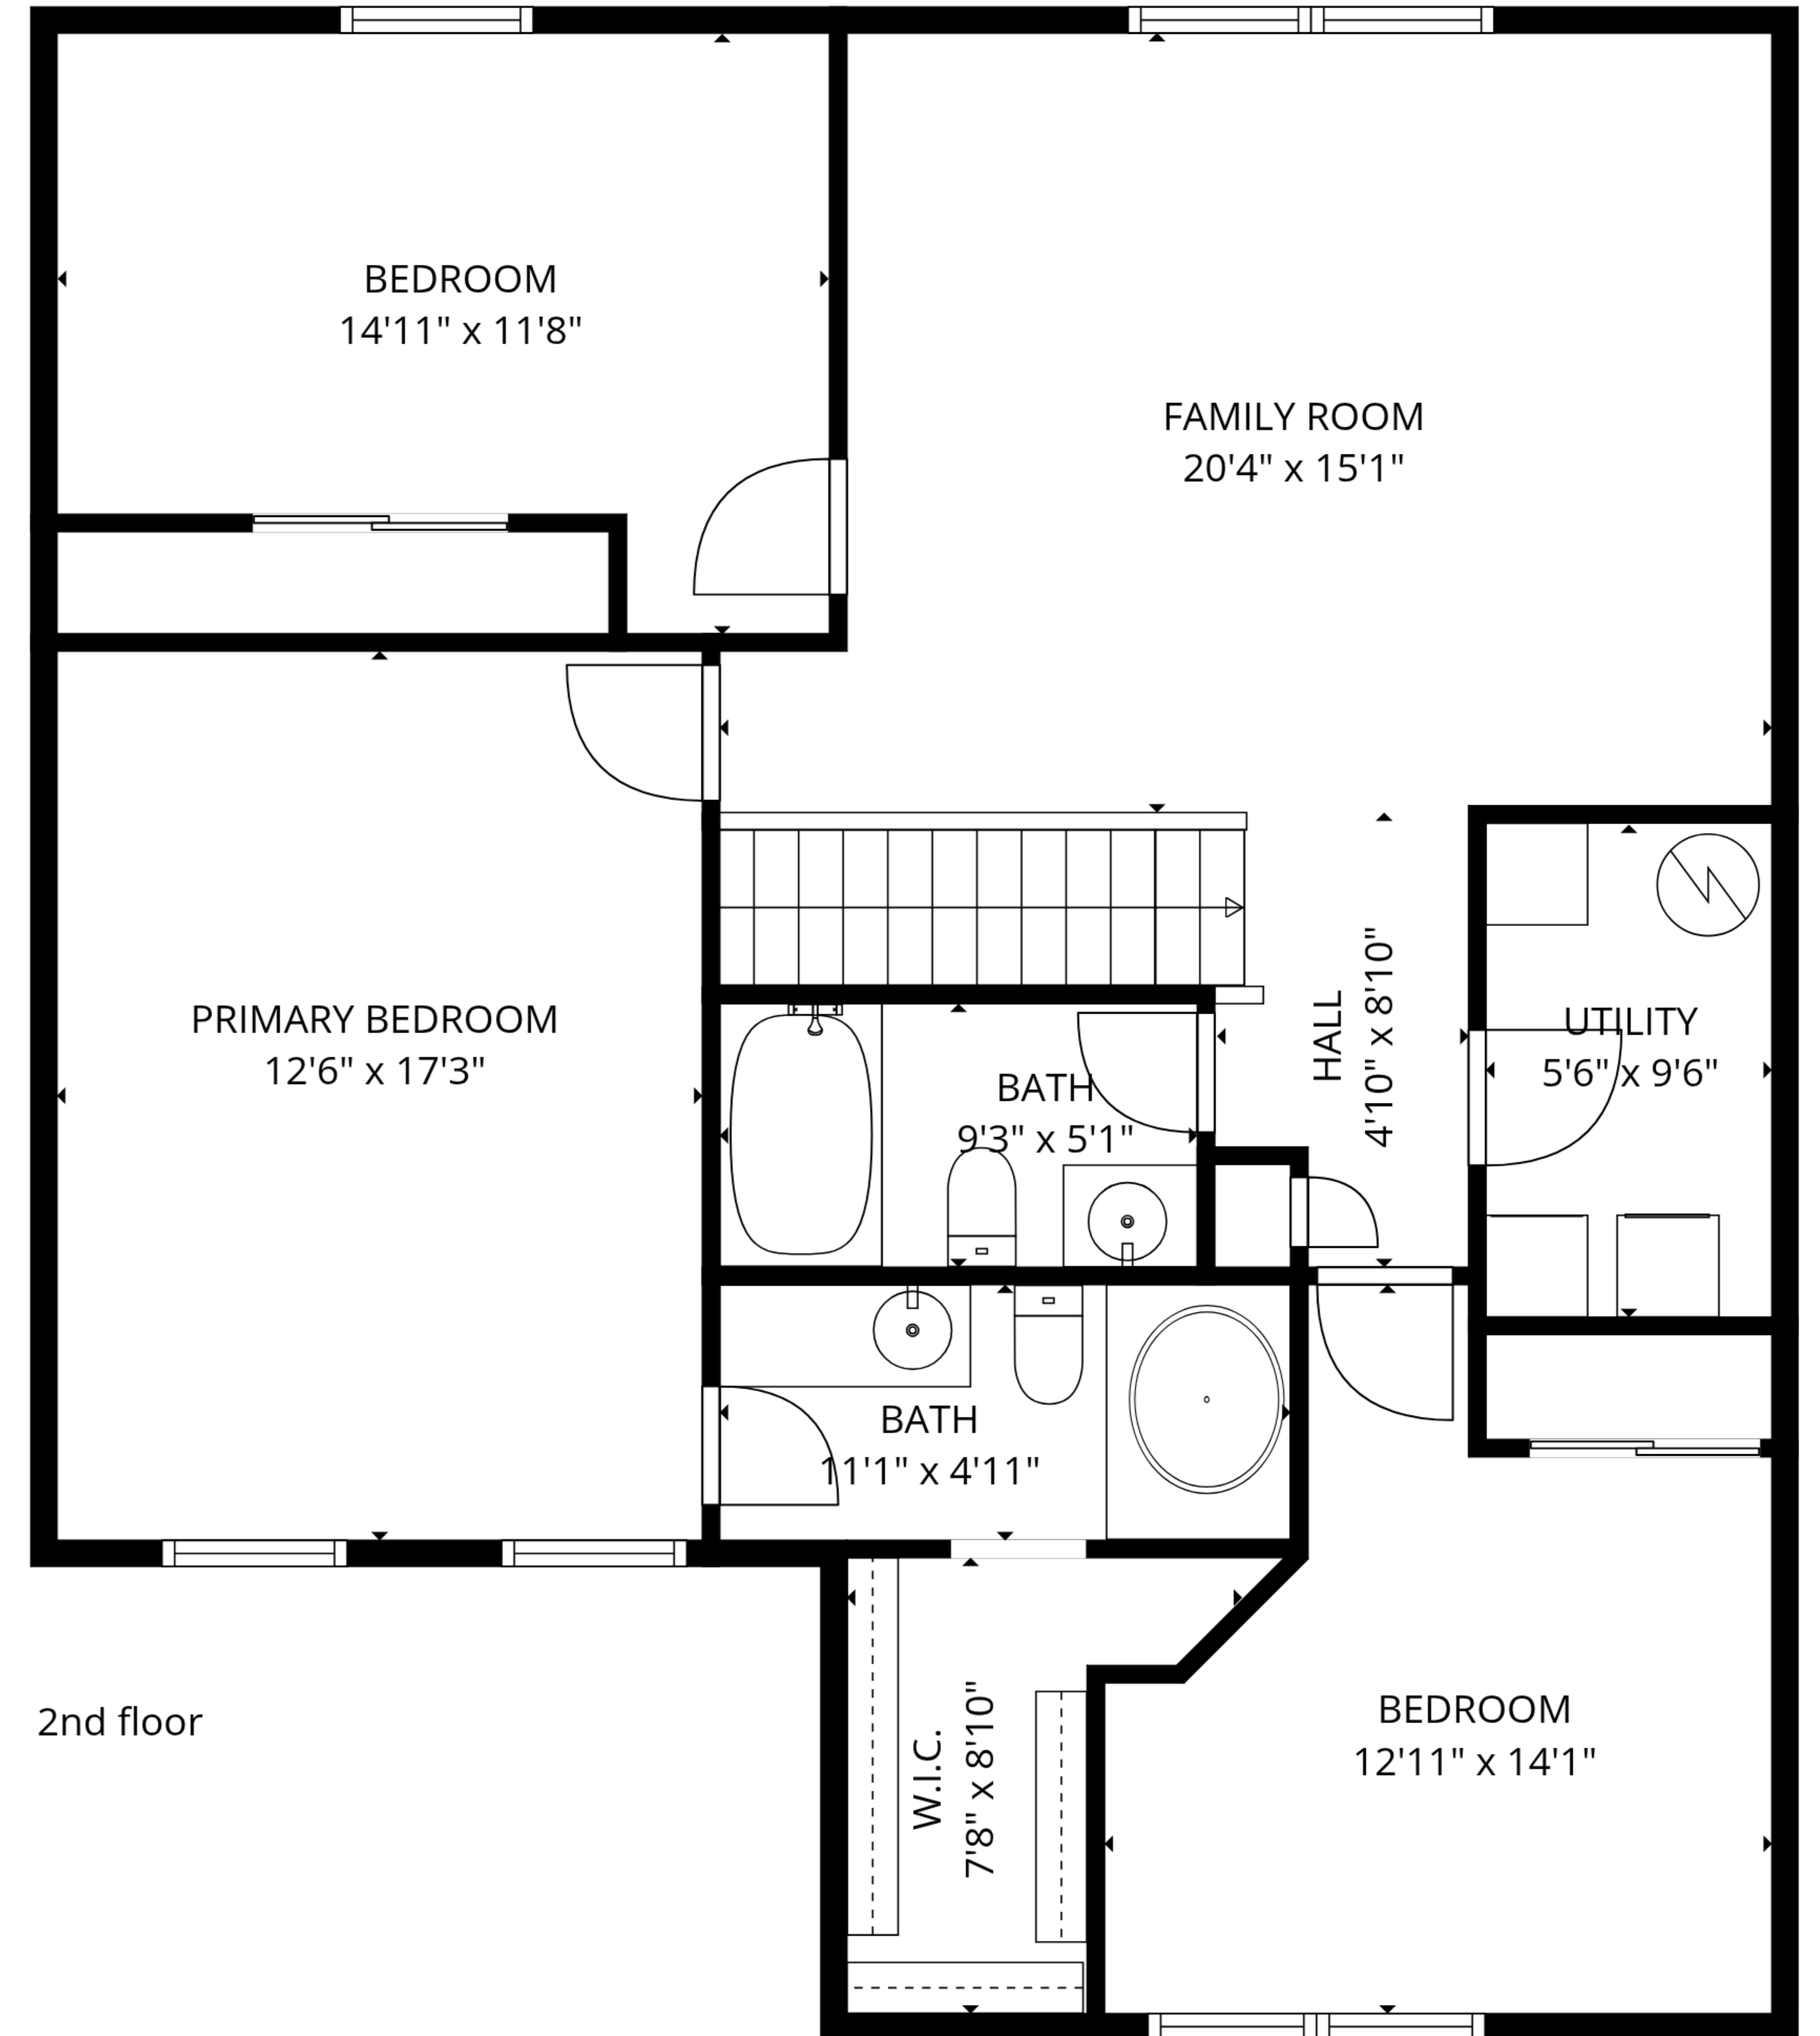 BEDROOM
14'11" x 11'8"
FAMILY ROOM
20'4" x 15'1"
PRIMARY BEDROOM
12'6" x 17'3"
HALL
4'10" x 8'10"
UTILITY
5'6" x 9'6"
BATH
9'3" x 5'1"
BATH
11'1" x 4'11"
2nd floor
W.I.C.
7'8" x 8'10"
BEDROOM
12'11" x 14'1"